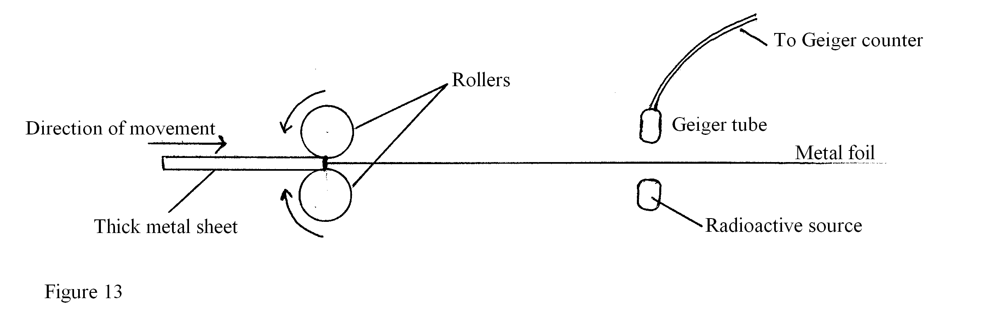 To Geiger counter
Rollers
Direction of movement
Geiger tube
Metal foil
Thick metal sheet
Radioactive source
Figure 13